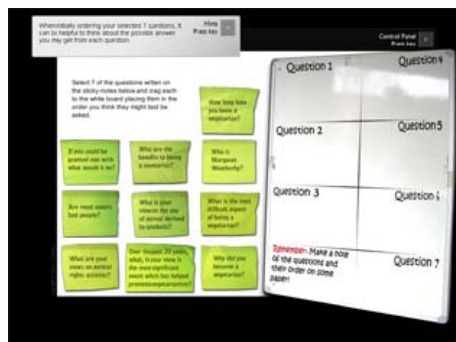 When initially ordering your selected 7 questions, it
can be helpful to think about the possible answer
you may get from each question.
Hints
Press key
Control Panel
Press key
Select 7 of the questions written on
the sticky-notes below and drag each
to the white board placing them in the
order you think they might best be
asked.
How long have
you been a
vegetarian?
If you could be
granted one wish
what would it be?
What are the
benefits to being
a vegetarian?
Who is
Margaret
Weatherby?
Are meat eaters
bad people?
What is your
view on the use
of animal derived
by-products?
What is the most
difficult aspect
of being a
vegetarian?
What are your
views on animal
rights activists?
Over the past 20 years,
what, in your view is
the most significant
event which has helped
promote vegetarianism?
Why did you
become a
vegetarian?
Question 1
Question 4
Question 2
Question 5
Question 3
Question 6
Remember: Make a note
of the questions and
their order on some
paper!
Question 7